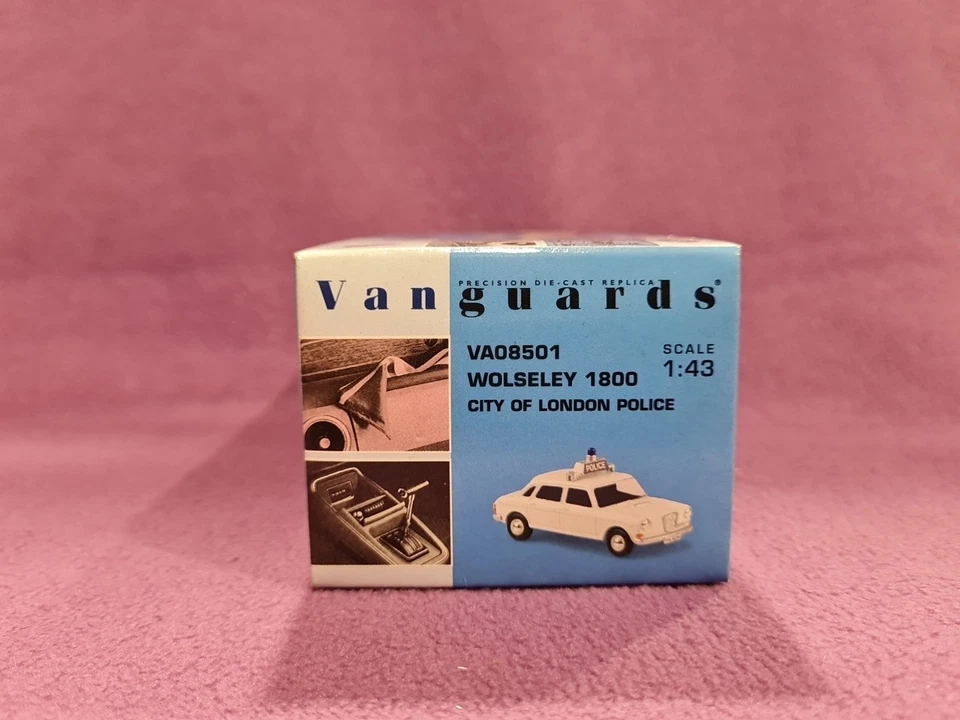 Vanguards®
PRECISION DIE-CAST REPLICA
VA08501
WOLSELEY 1800
CITY OF LONDON POLICE
SCALE
1:43
POLICE